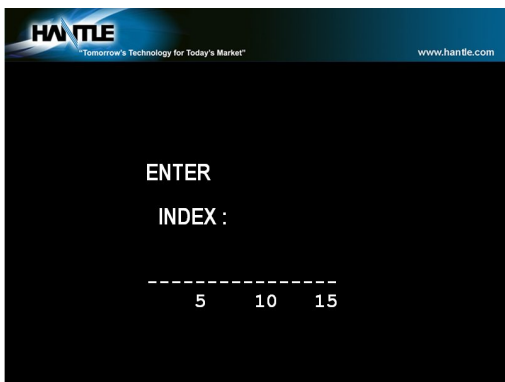 HANTLE
"Tomorrow's Technology for Today's Market"
www.hantle.com
ENTER
INDEX :
----------------
5 10 15